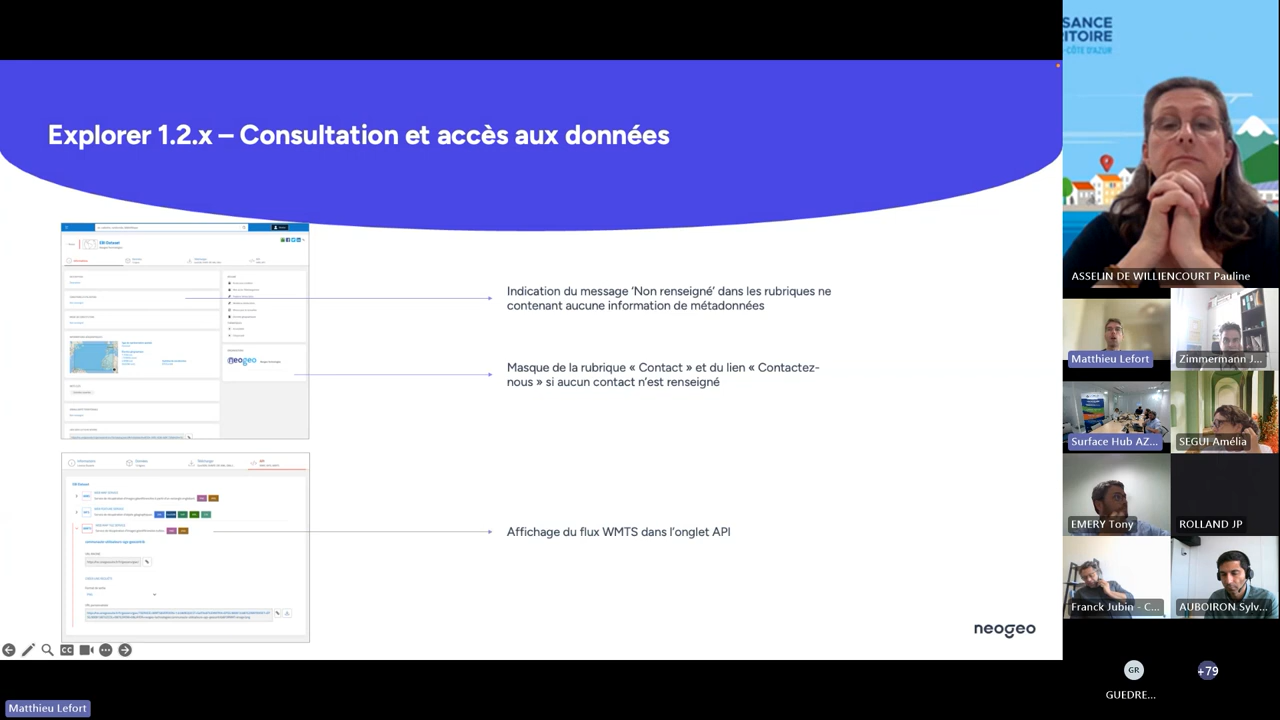 SANCE
ITOIRE
-CÔTE D'AZUR
Explorer 1.2.x – Consultation et accès aux données
Indication du message 'Non renseigné' dans les rubriques ne
contenant aucune information de métadonnées
neogeo
Masque de la rubrique « Contact » et du lien « Contactez-
nous » si aucun contact n'est renseigné
Affichage du flux WMTS dans l'onglet API
neogeo
Matthieu Lefort
ASSELIN DE WILLIENCOURT Pauline
Matthieu Lefort
Zimmermann J...
Surface Hub AZ...
SEGUI Amélia
EMERY Tony
ROLLAND JP
Franck Jubin - C...
AUBOIRON Sylv...
GR
+79
GUEDRE...